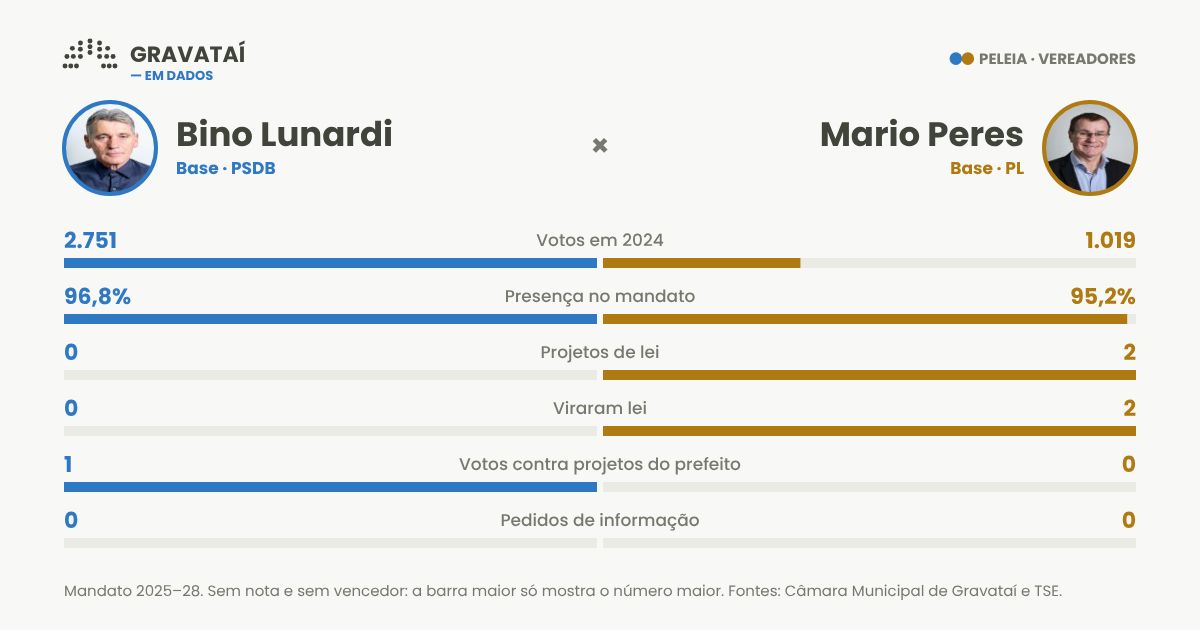 GRAVATAÍ
— EM DADOS
PELEIA · VEREADORES
Bino Lunardi
Base · PSDB
×
Mario Peres
Base · PL
2.751 Votos em 2024 1.019
96,8% Presença no mandato 95,2%
0 Projetos de lei 2
0 Viraram lei 2
1 Votos contra projetos do prefeito 0
0 Pedidos de informação 0
Mandato 2025–28. Sem nota e sem vencedor: a barra maior só mostra o número maior. Fontes: Câmara Municipal de Gravataí e TSE.